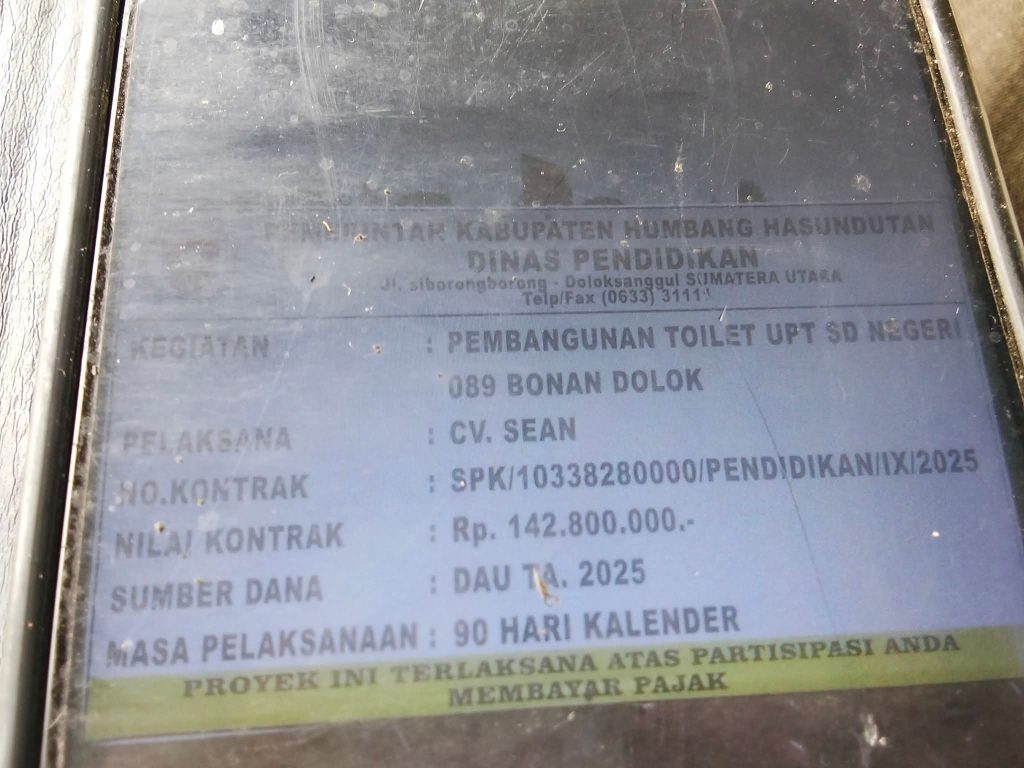 PEMERINTAH KABUPATEN HUMBANG HASUNDUTAN
DINAS PENDIDIKAN
Jl. siborongborong - Doloksanggul SUMATERA UTARA
Telp/Fax (0633) 31111
KEGIATAN : PEMBANGUNAN TOILET UPT SD NEGERI
089 BONAN DOLOK
PELAKSANA : CV. SEAN
NO.KONTRAK : SPK/10338280000/PENDIDIKAN/IX/2025
NILAI KONTRAK : Rp. 142.800.000.-
SUMBER DANA : DAU TA. 2025
MASA PELAKSANAAN : 90 HARI KALENDER
PROYEK INI TERLAKSANA ATAS PARTISIPASI ANDA
MEMBAYAR PAJAK